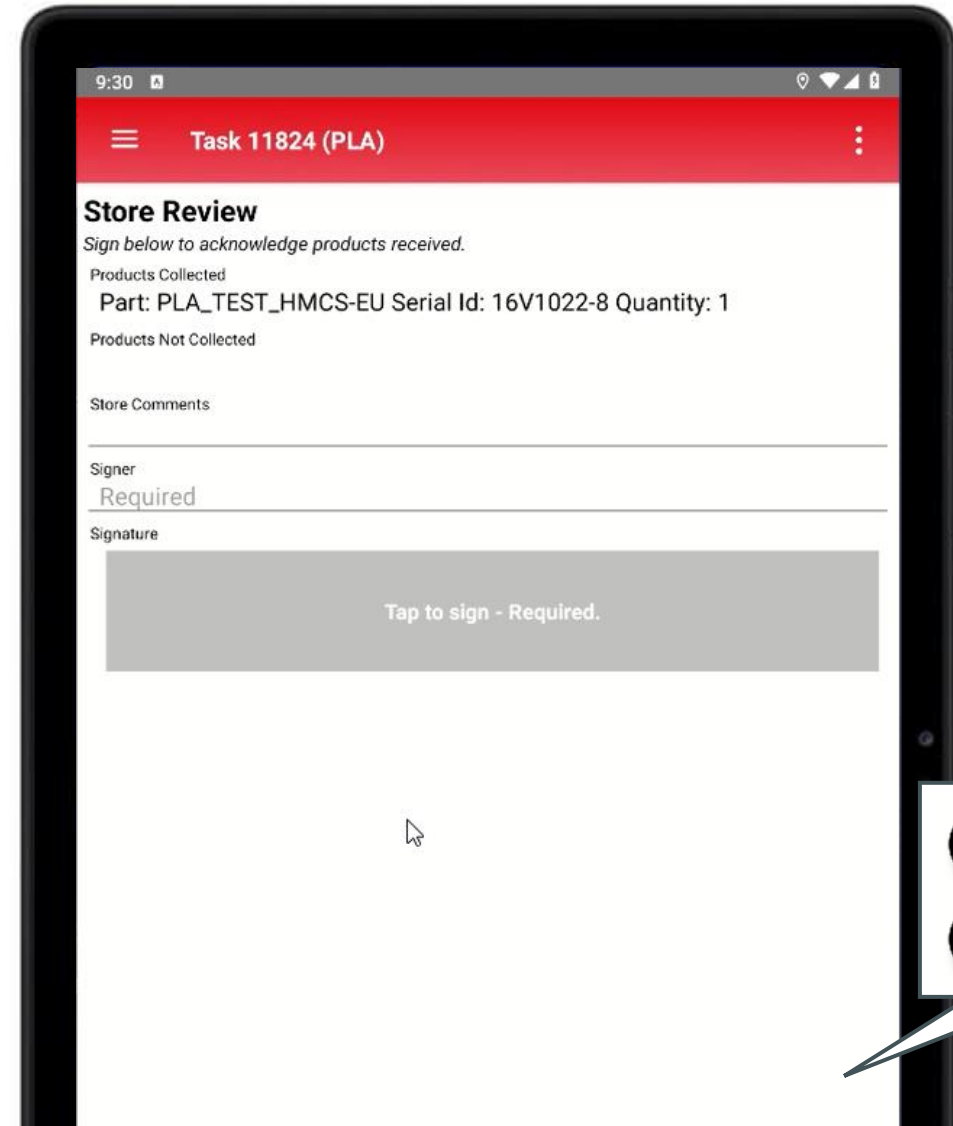 9:30
Task 11824 (PLA)
Store Review
Sign below to acknowledge products received.
Products Collected
Part: PLA_TEST_HMCS-EU Serial Id: 16V1022-8 Quantity: 1
Products Not Collected
Store Comments
Signer
Required
Signature
Tap to sign - Required.